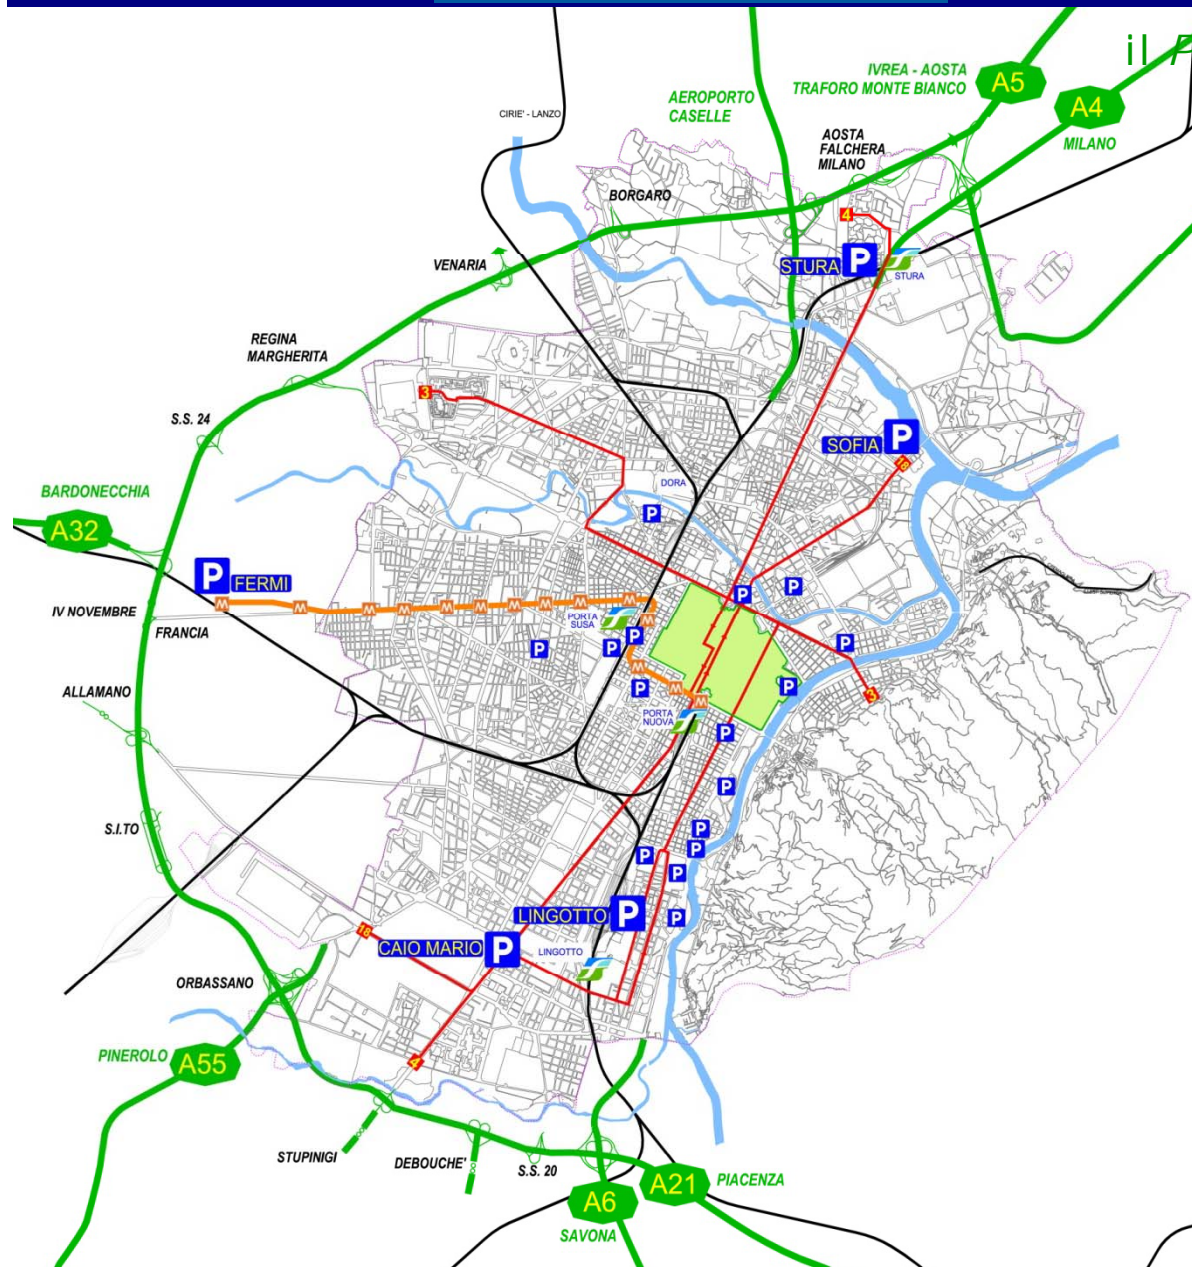 il P
IVREA - AOSTA
TRAFORO MONTE BIANCO
A5
A4
MILANO
AEROPORTO
CASELLE
CIRIE' - LANZO
AOSTA
FALCHERA
MILANO
BORGARO
4
STURA P
STURA
VENARIA
REGINA
MARGHERITA
3
S.S. 24
SOFIA P
18
DORA
BARDONECCHIA
A32
P
P FERMI
P
P
IV NOVEMBRE
FRANCIA
M M M M M M M M M M
PORTA
SUSA
M
P
P
P
P
M
P
M
M
P
3
ALLAMANO
PORTA
NUOVA
P
P
S.I.TO
P
P
P
P
LINGOTTO P
P
18
CAIO MARIO P
LINGOTTO
ORBASSANO
4
PINEROLO
A55
STUPINIGI
DEBOUCHE'
S.S. 20
A21
PIACENZA
A6
SAVONA